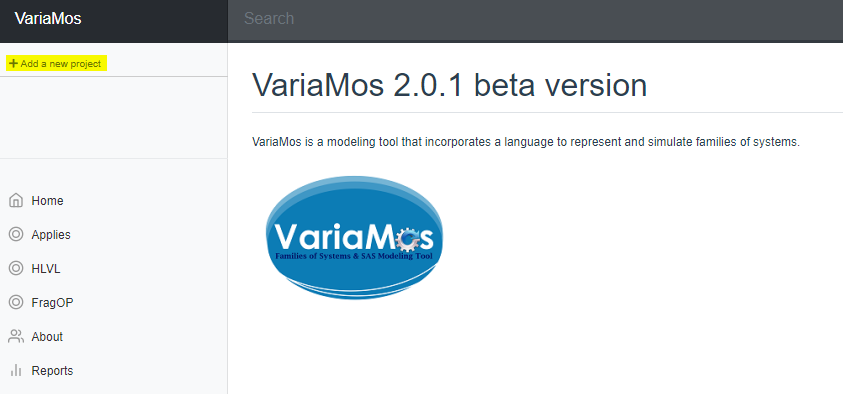 VariaMos
Search
Add a new project
VariaMos 2.0.1 beta version
VariaMos is a modeling tool that incorporates a language to represent and simulate families of systems.
VariaMos
Families of Systems & SAS Modeling Tool
Home
Applies
HLVL
FragOP
About
Reports